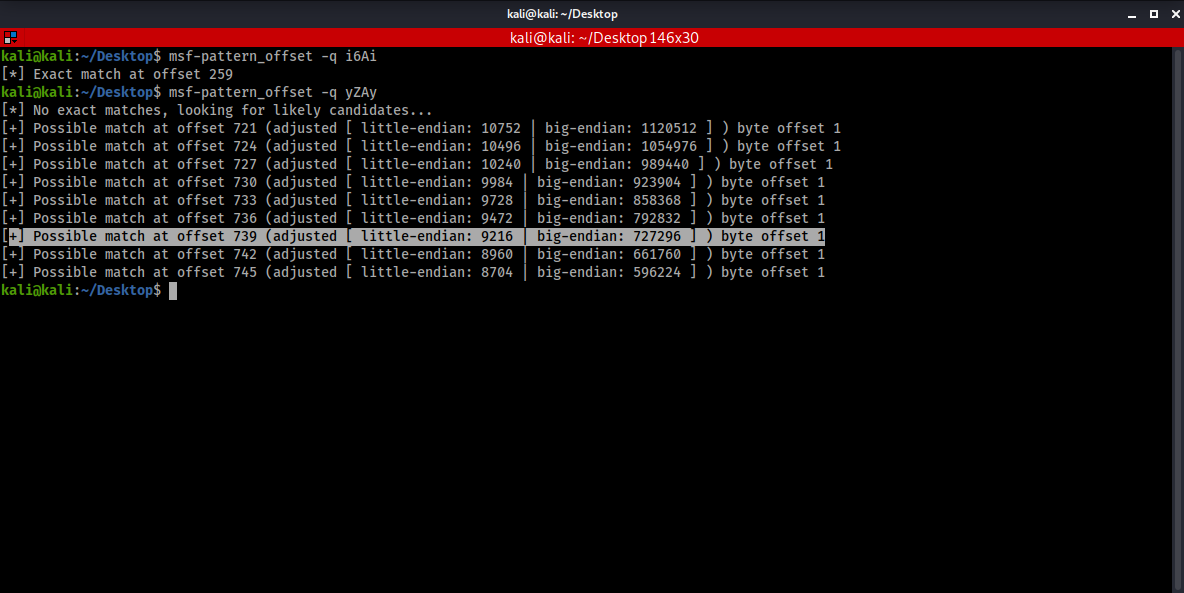 kali@kali: ~/Desktop
kali@kali: ~/Desktop 146x30
kali@kali:~/Desktop$ msf-pattern_offset -q i6Ai
[*] Exact match at offset 259
kali@kali:~/Desktop$ msf-pattern_offset -q yZAy
[*] No exact matches, looking for likely candidates...
[+] Possible match at offset 721 (adjusted [ little-endian: 10752 | big-endian: 1120512 ] ) byte offset 1
[+] Possible match at offset 724 (adjusted [ little-endian: 10496 | big-endian: 1054976 ] ) byte offset 1
[+] Possible match at offset 727 (adjusted [ little-endian: 10240 | big-endian: 989440 ] ) byte offset 1
[+] Possible match at offset 730 (adjusted [ little-endian: 9984 | big-endian: 923904 ] ) byte offset 1
[+] Possible match at offset 733 (adjusted [ little-endian: 9728 | big-endian: 858368 ] ) byte offset 1
[+] Possible match at offset 736 (adjusted [ little-endian: 9472 | big-endian: 792832 ] ) byte offset 1
[+] Possible match at offset 739 (adjusted [ little-endian: 9216 | big-endian: 727296 ] ) byte offset 1
[+] Possible match at offset 742 (adjusted [ little-endian: 8960 | big-endian: 661760 ] ) byte offset 1
[+] Possible match at offset 745 (adjusted [ little-endian: 8704 | big-endian: 596224 ] ) byte offset 1
kali@kali:~/Desktop$